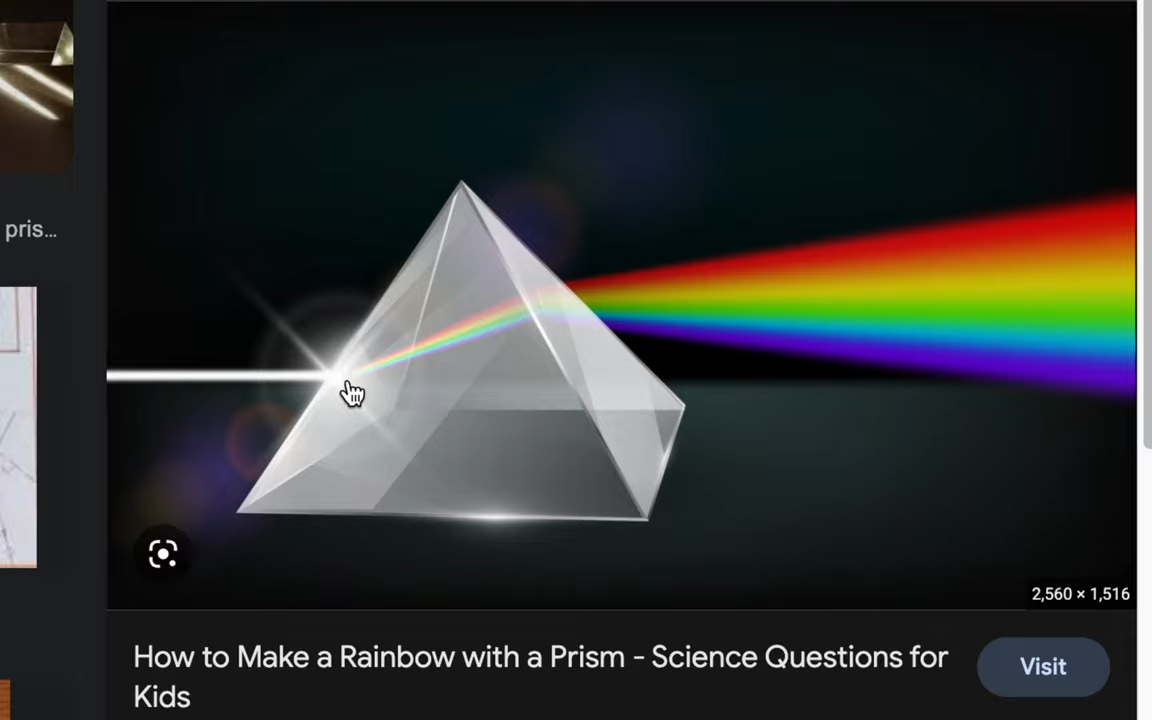 pris...
2,560 × 1,516
How to Make a Rainbow with a Prism - Science Questions for
Kids
Visit